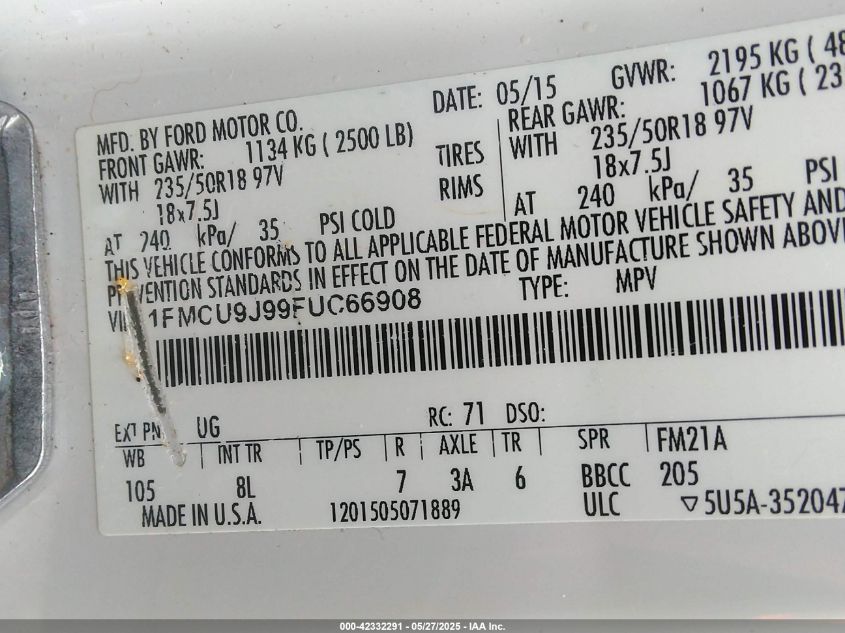 MFD. BY FORD MOTOR CO.
DATE: 05/15
GVWR: 2195 KG ( 48
FRONT GAWR: 1134 KG ( 2500 LB)
REAR GAWR: 1067 KG ( 23
WITH 235/50R18 97V
TIRES
WITH 235/50R18 97V
18x7.5J
RIMS
18x7.5J
AT 240 kPa/ 35 PSI COLD
AT 240 kPa/ 35 PSI
THIS VEHICLE CONFORMS TO ALL APPLICABLE FEDERAL MOTOR VEHICLE SAFETY AND
STANDARDS IN EFFECT ON THE DATE OF MANUFACTURE SHOWN ABOVE
1FMCU9J99FUC66908
TYPE: MPV
EXT PN UG
RC: 71 DSO:
WB INT TR TP/PS R AXLE TR SPR FM21A
105 8L 7 3A 6 BBCC 205
MADE IN U.S.A. 1201505071889 ULC ▽5U5A-352047
000-42332291 - 05/27/2025 - IAA Inc.